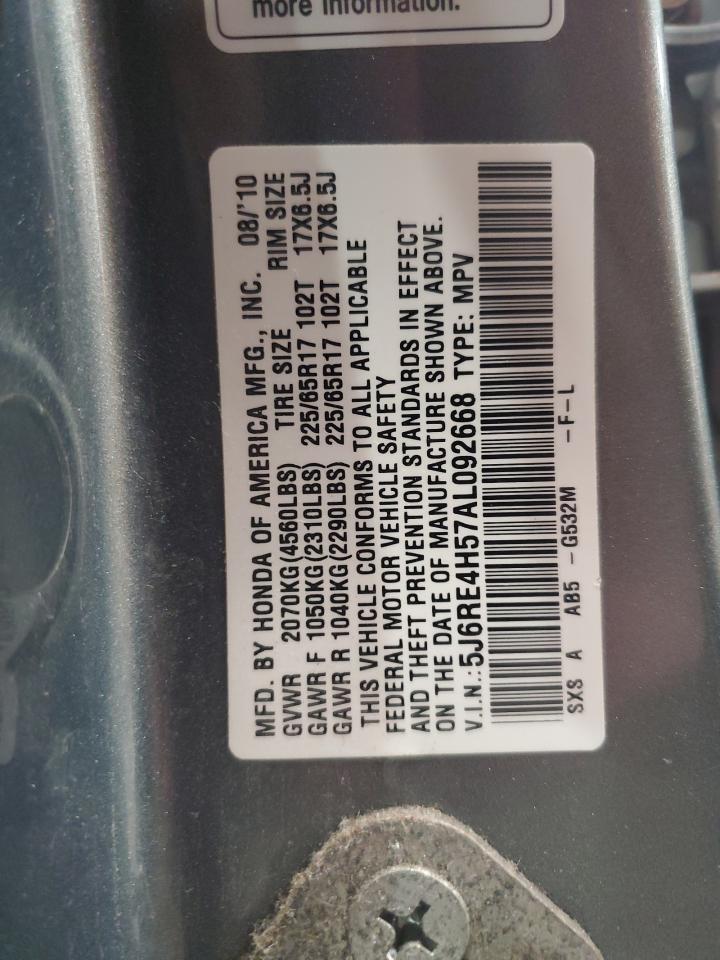 more information.
MFD. BY HONDA OF AMERICA MFG., INC. 08/'10
GVWR 2070KG(4560LBS) TIRE SIZE RIM SIZE
GAWR F 1050KG(2310LBS) 225/65R17 102T 17X6.5J
GAWR R 1040KG(2290LBS) 225/65R17 102T 17X6.5J
THIS VEHICLE CONFORMS TO ALL APPLICABLE
FEDERAL MOTOR VEHICLE SAFETY
AND THEFT PREVENTION STANDARDS IN EFFECT
ON THE DATE OF MANUFACTURE SHOWN ABOVE.
V.I.N.: 5J6RE4H57AL092668 TYPE: MPV
SXS A AB5 - G532M - F - L